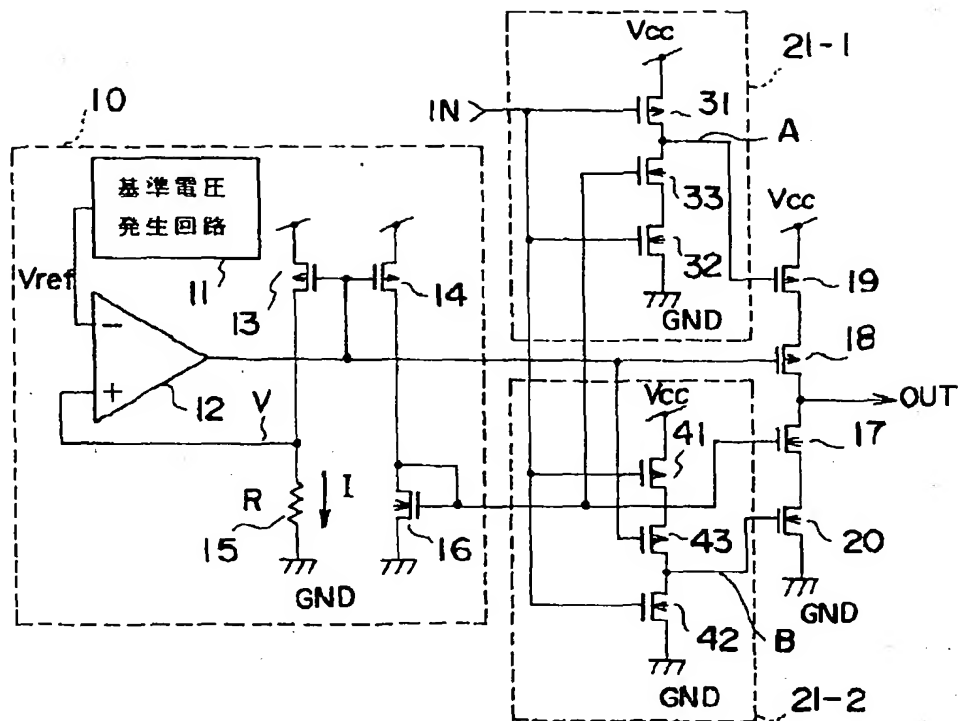 Vcc
21-1
10
IN
31
A
基準電圧
発生回路
33
Vcc
Vref
11
13
14
32
19
GND
18
−
+
12
V
Vcc
OUT
41
17
R
I
43
15
16
20
GND
B
GND
42
GND
21-2